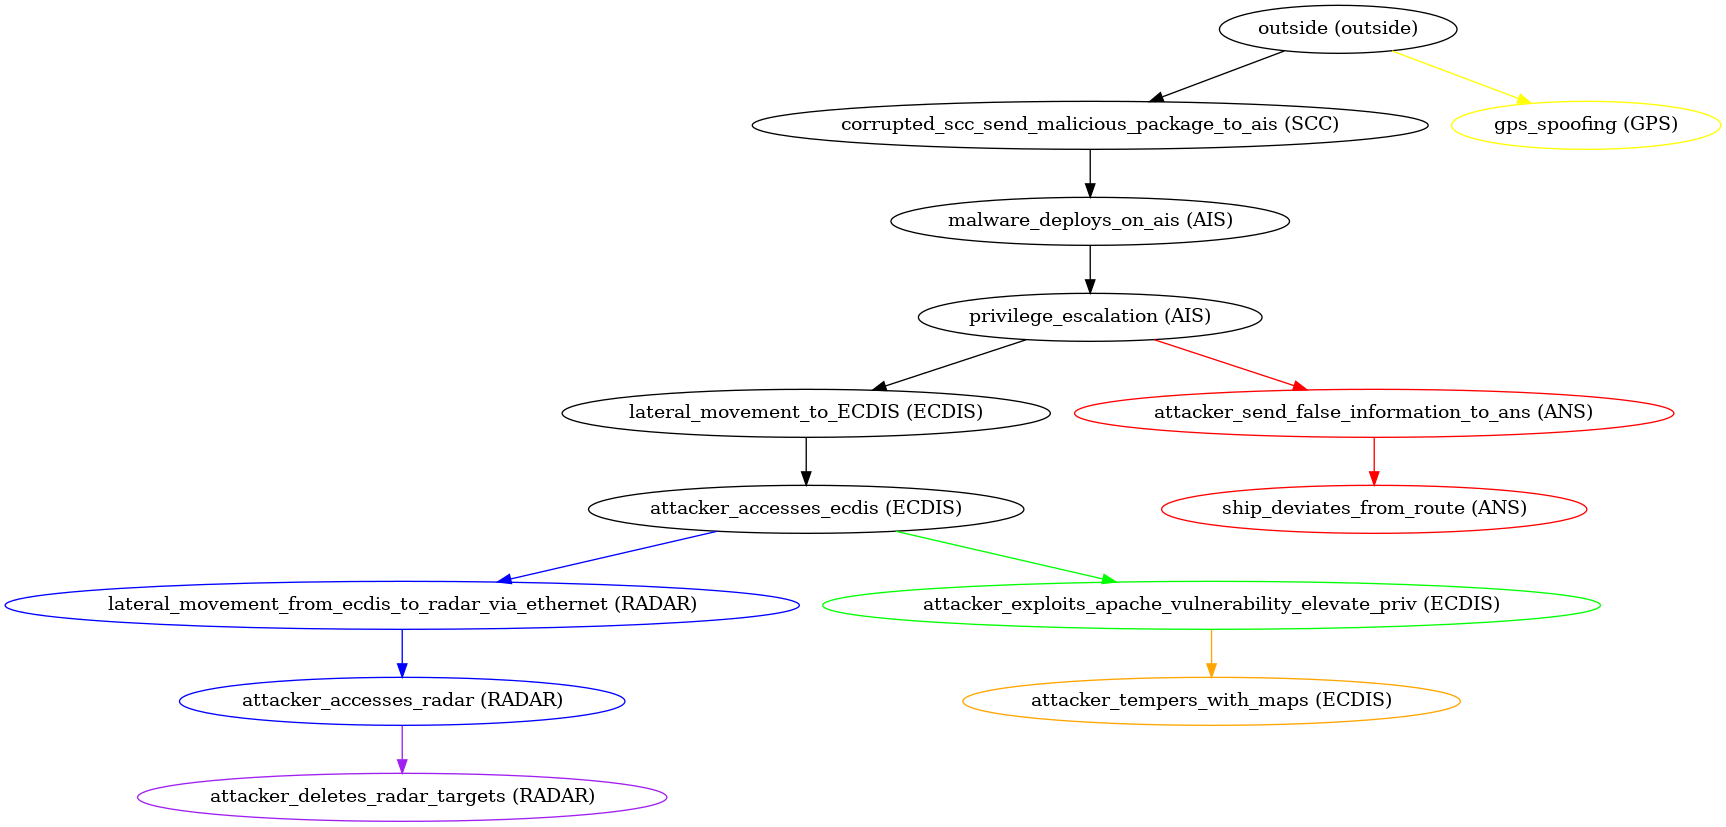 outside (outside)
corrupted_scc_send_malicious_package_to_ais (SCC)
gps_spoofing (GPS)
malware_deploys_on_ais (AIS)
privilege_escalation (AIS)
lateral_movement_to_ECDIS (ECDIS)
attacker_send_false_information_to_ans (ANS)
attacker_accesses_ecdis (ECDIS)
ship_deviates_from_route (ANS)
lateral_movement_from_ecdis_to_radar_via_ethernet (RADAR)
attacker_exploits_apache_vulnerability_elevate_priv (ECDIS)
attacker_accesses_radar (RADAR)
attacker_tempers_with_maps (ECDIS)
attacker_deletes_radar_targets (RADAR)